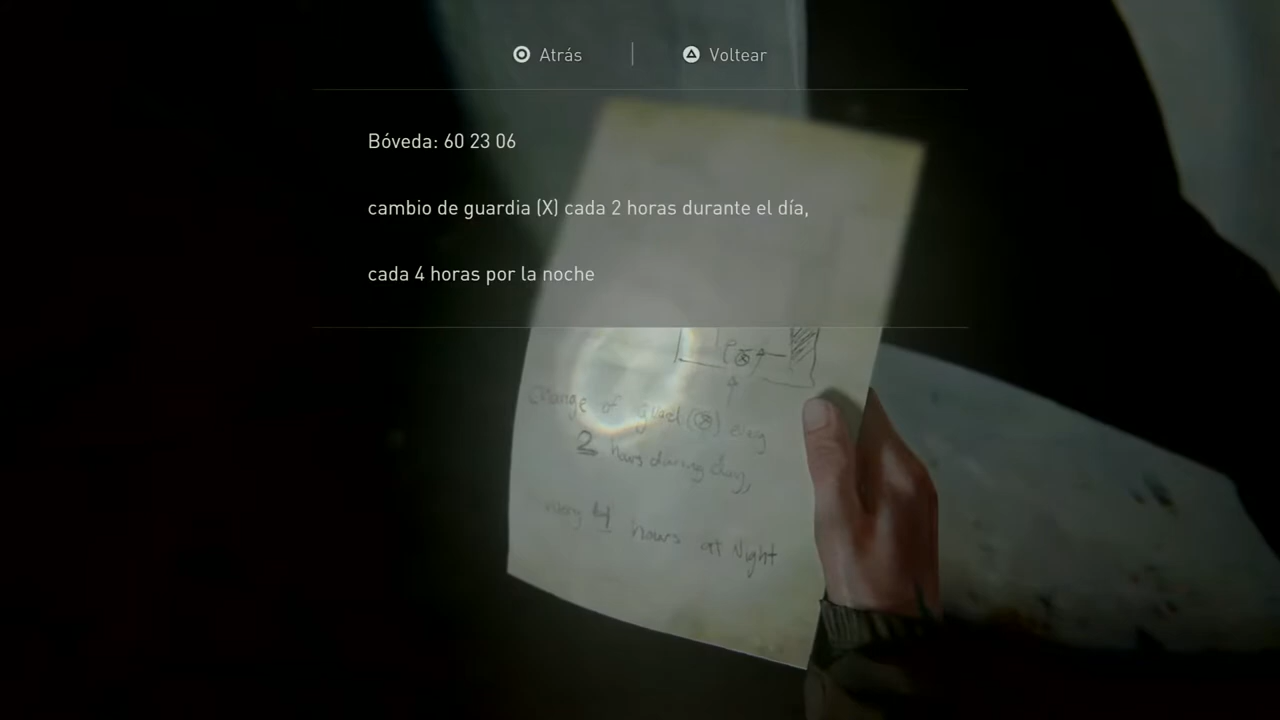 Atrás | Voltear
Bóveda: 60 23 06
cambio de guardia (X) cada 2 horas durante el día,
cada 4 horas por la noche
Change of guard (X) every
2 hours during day,
every 4 hours at Night